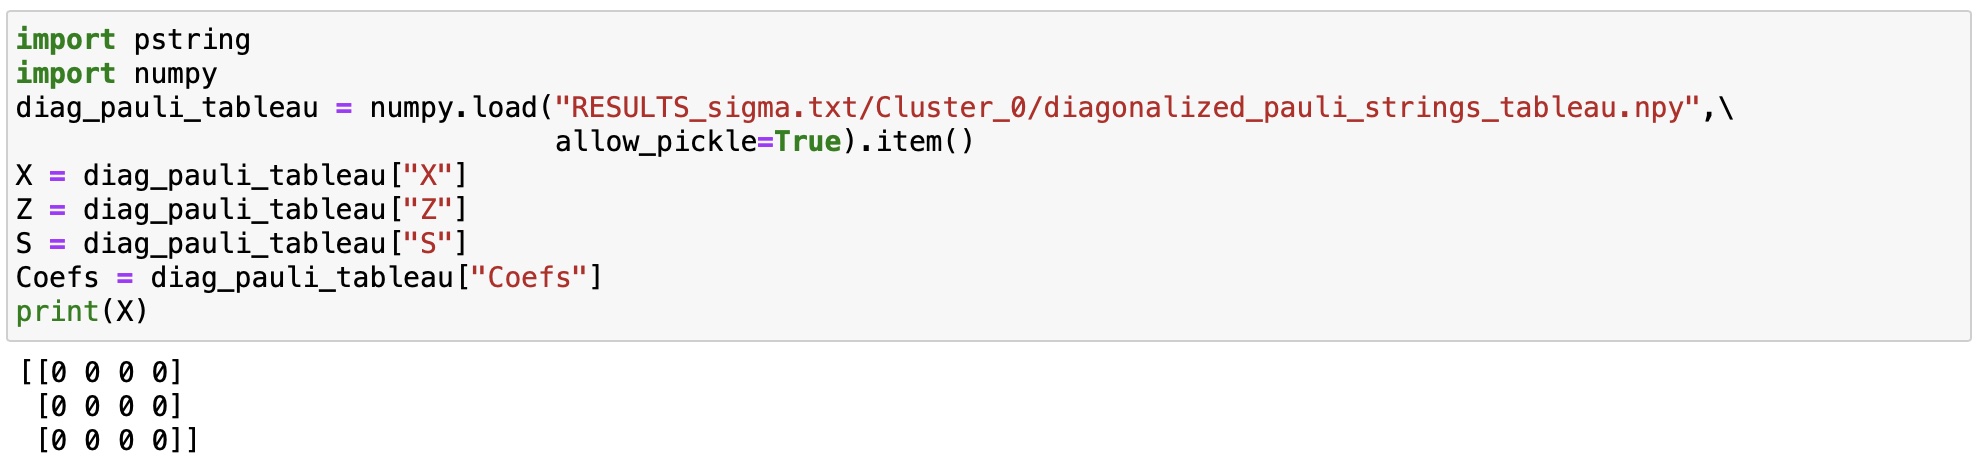 import pstring
import numpy
diag_pauli_tableau = numpy.load("RESULTS_sigma.txt/Cluster_0/diagonalized_pauli_strings_tableau.npy",\
                                allow_pickle=True).item()
X = diag_pauli_tableau["X"]
Z = diag_pauli_tableau["Z"]
S = diag_pauli_tableau["S"]
Coefs = diag_pauli_tableau["Coefs"]
print(X)
[[0 0 0 0]
 [0 0 0 0]
 [0 0 0 0]]